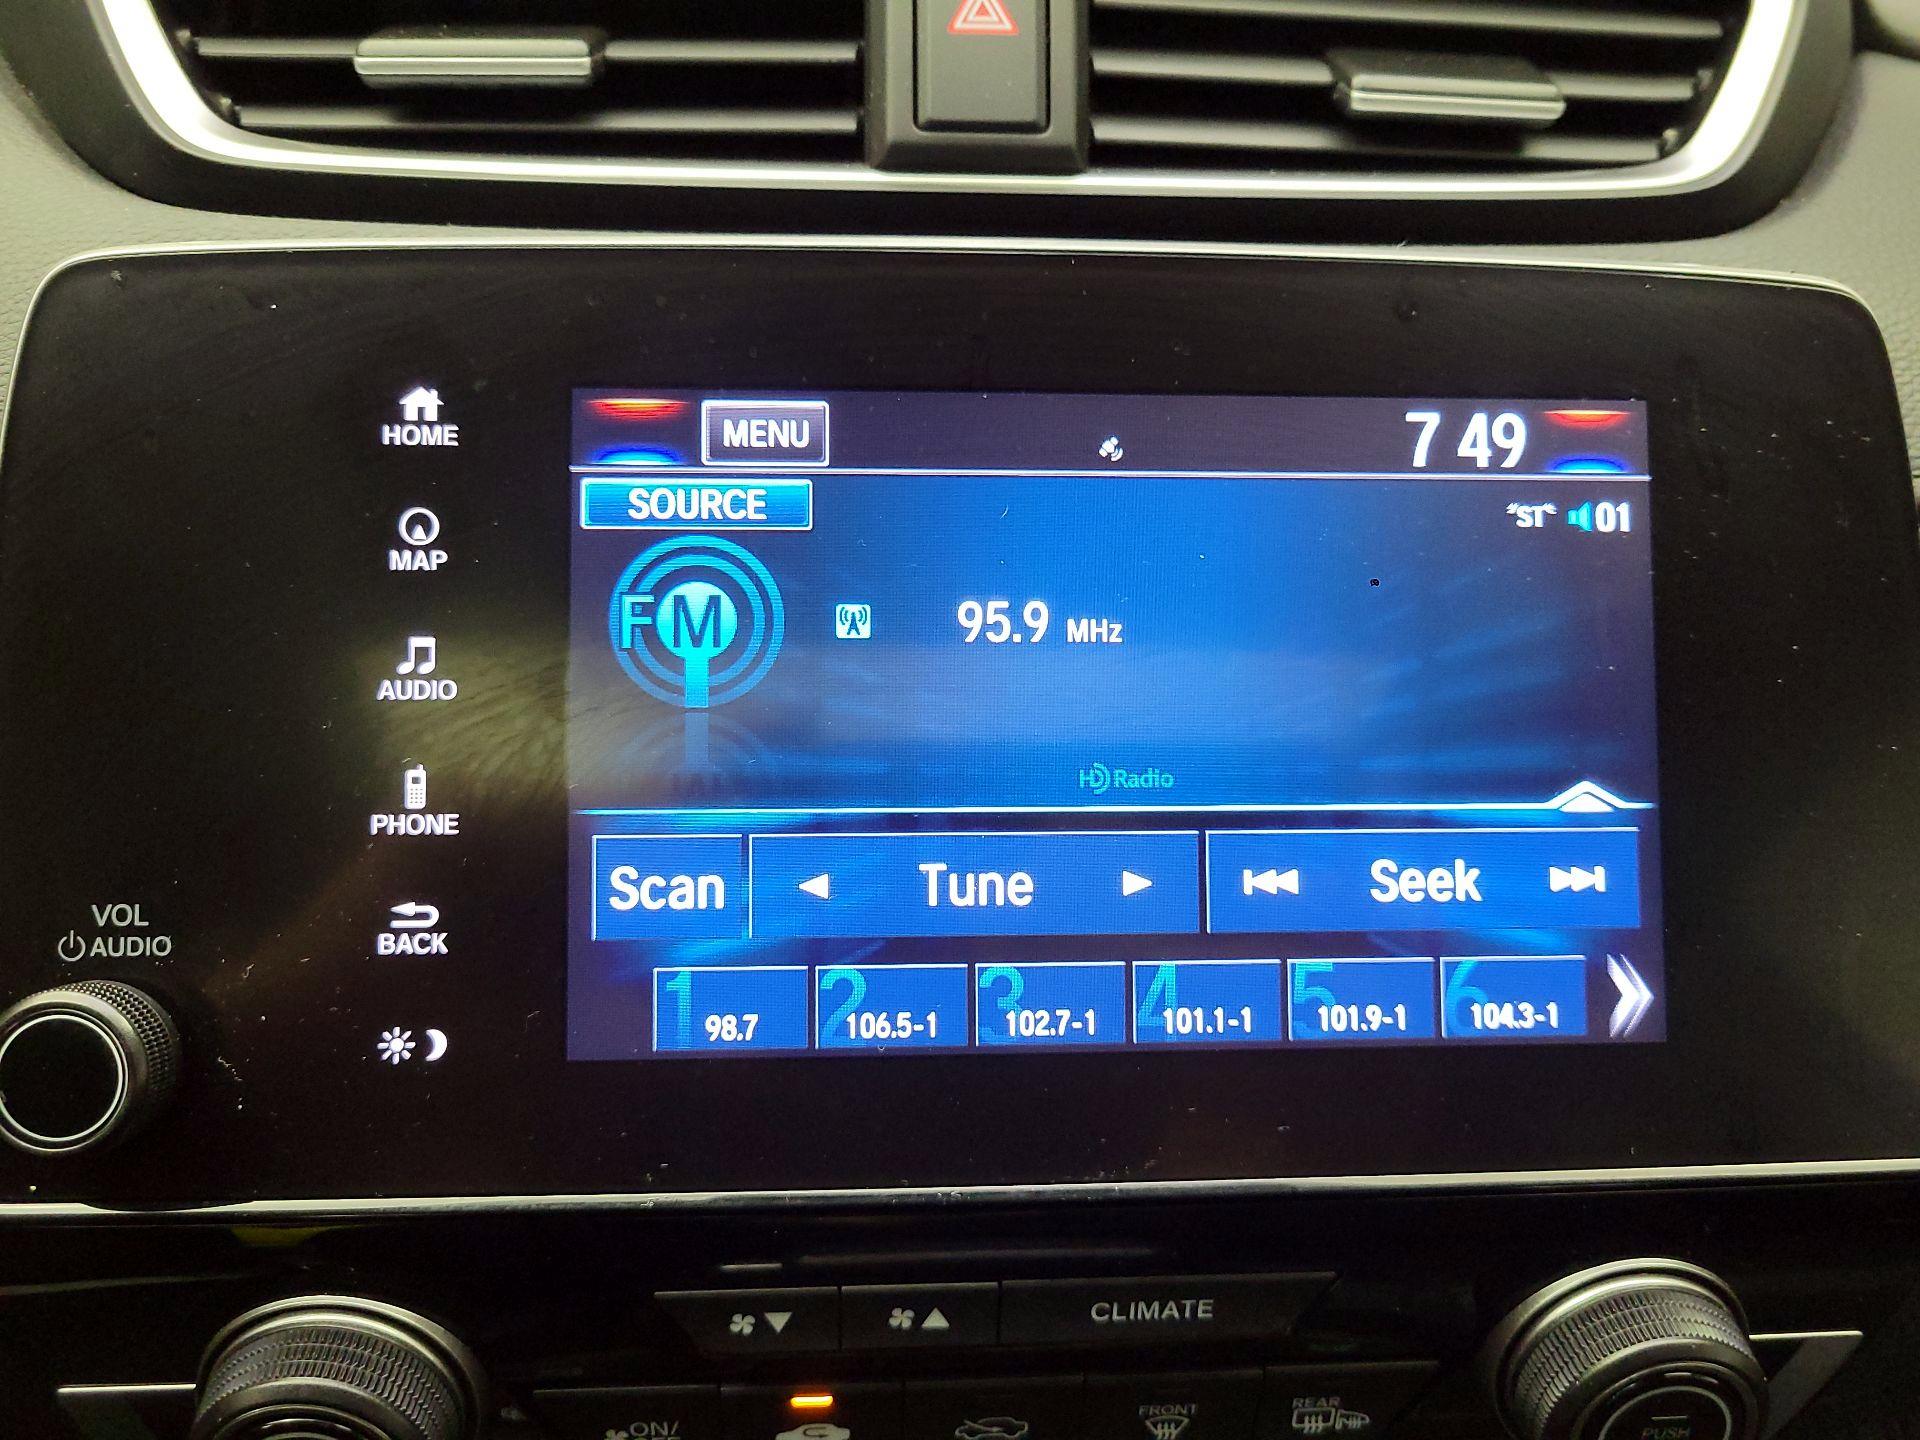 HOME
MAP
AUDIO
PHONE
BACK
VOL
AUDIO
MENU
7 49
SOURCE
"ST" 01
FM
95.9 MHz
HD Radio
Scan
Tune
Seek
1 98.7
2 106.5-1
3 102.7-1
4 101.1-1
5 101.9-1
6 104.3-1
CLIMATE
ON/
FRONT
REAR
PUSH